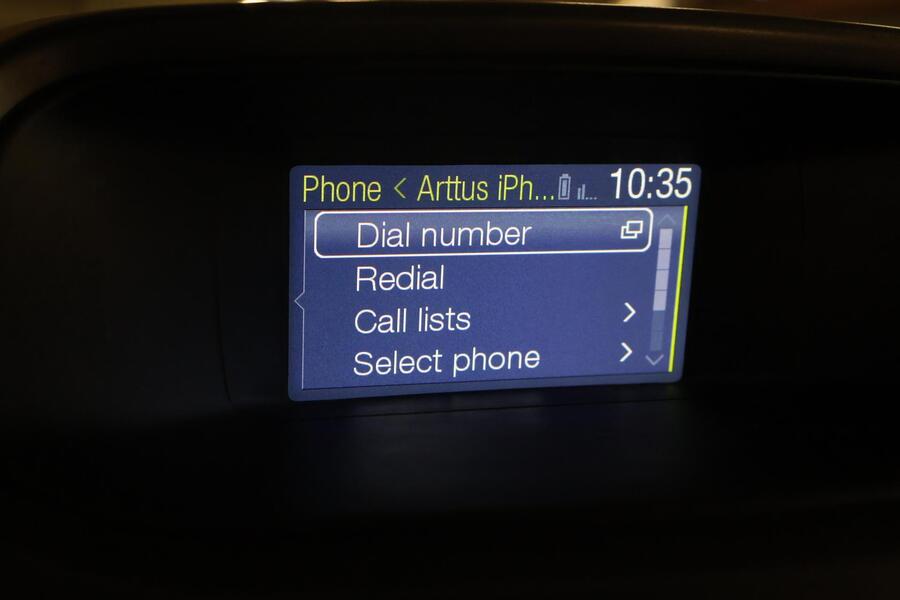 Phone < Arttus iPh... 10:35
Dial number
Redial
Call lists >
Select phone >